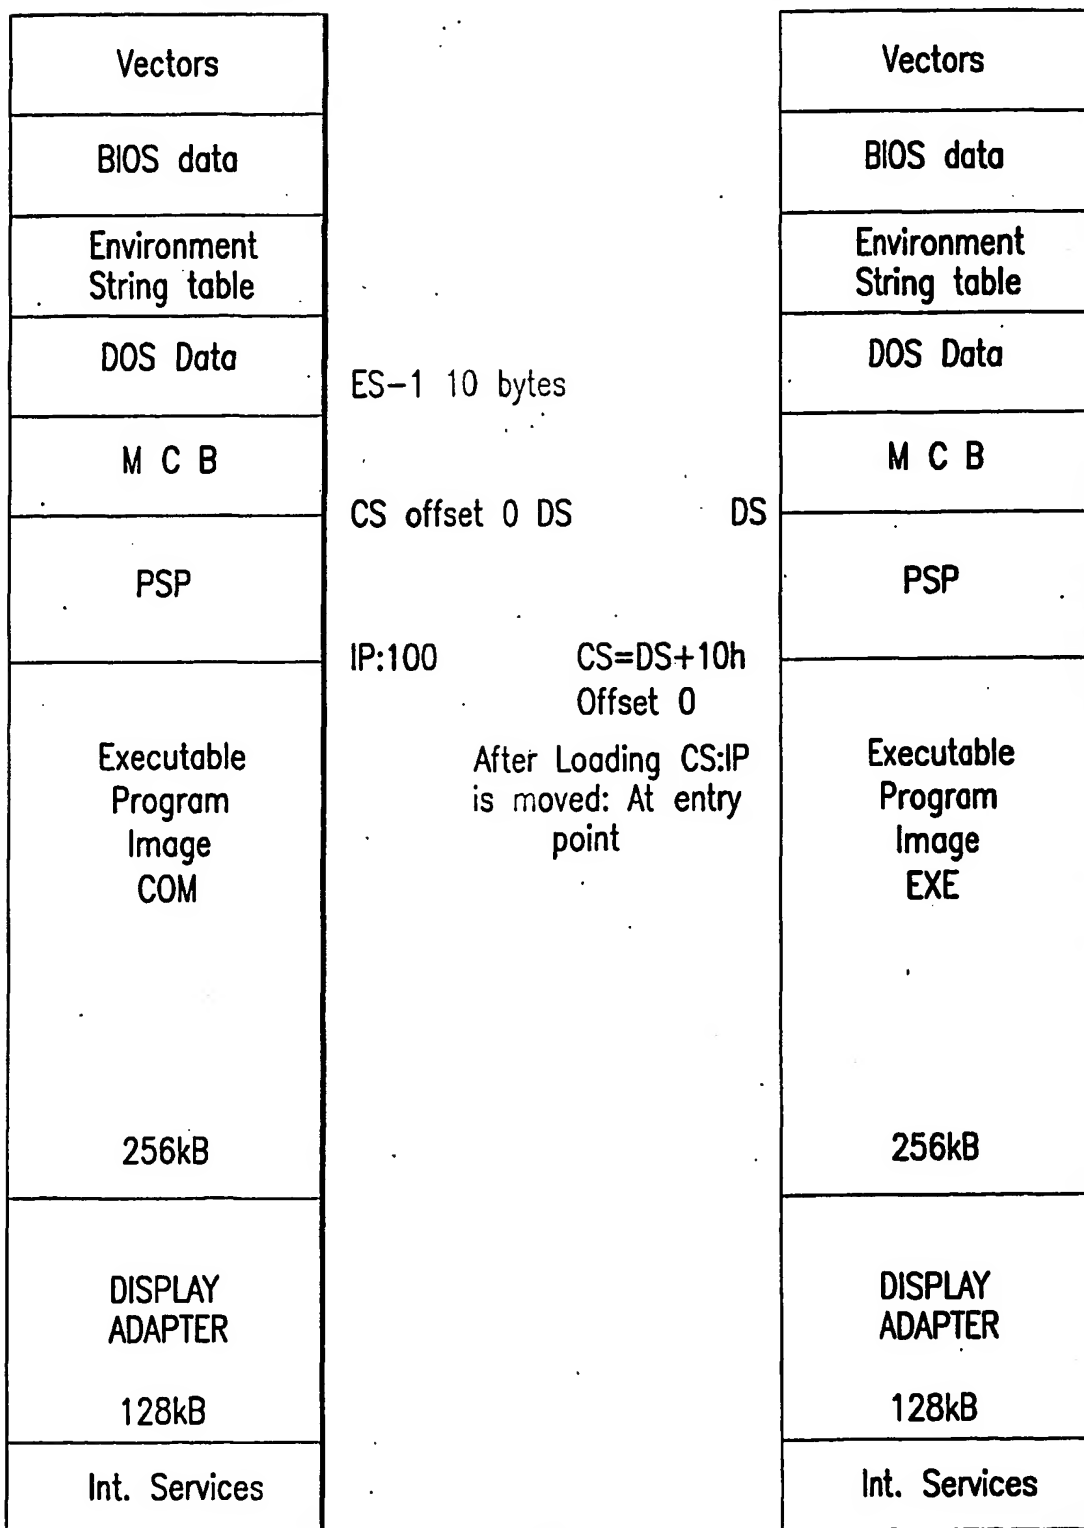 Vectors
BIOS data
Environment
String table
DOS Data
M C B
PSP
Executable
Program
Image
COM
256kB
DISPLAY
ADAPTER
128kB
Int. Services
ES-1 10 bytes
CS offset 0 DS
DS
IP:100
CS=DS+10h
Offset 0
After Loading CS:IP
is moved: At entry
point
Vectors
BIOS data
Environment
String table
DOS Data
M C B
PSP
Executable
Program
Image
EXE
256kB
DISPLAY
ADAPTER
128kB
Int. Services